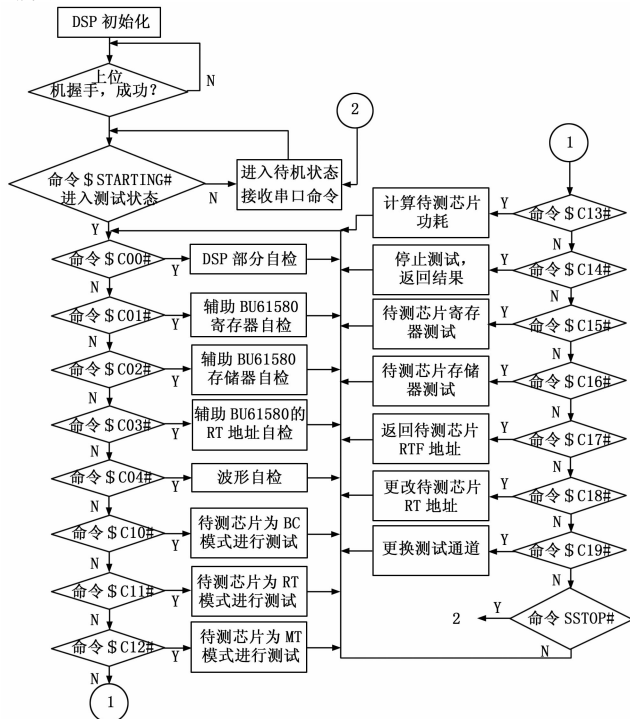 DSP 初始化
上位
机握手，成功？
N
2
命令＄STARTING#
进入测试状态
N
进入待机状态
接收串口命令
Y
命令＄C00#
Y
DSP 部分自检
N
命令＄C01#
Y
辅助 BU61580
寄存器自检
N
命令＄C02#
Y
辅助 BU61580
存储器自检
N
命令＄C03#
Y
辅助 BU61580的
RT 地址自检
N
命令＄C04#
Y
波形自检
N
命令＄C10#
Y
待测芯片为 BC
模式进行测试
N
命令＄C11#
Y
待测芯片为 RT
模式进行测试
N
命令＄C12#
Y
待测芯片为 MT
模式进行测试
N
1
1
命令＄C13#
Y
计算待测芯片
功耗
N
命令＄C14#
Y
停止测试，
返回结果
N
命令＄C15#
Y
待测芯片寄存
器测试
N
命令＄C16#
Y
待测芯片存储
器测试
N
命令＄C17#
Y
返回待测芯片
RTF 地址
N
命令＄C18#
Y
更改待测芯片
RT 地址
N
命令＄C19#
Y
更换测试通道
N
命令 SSTOP#
Y
2
N